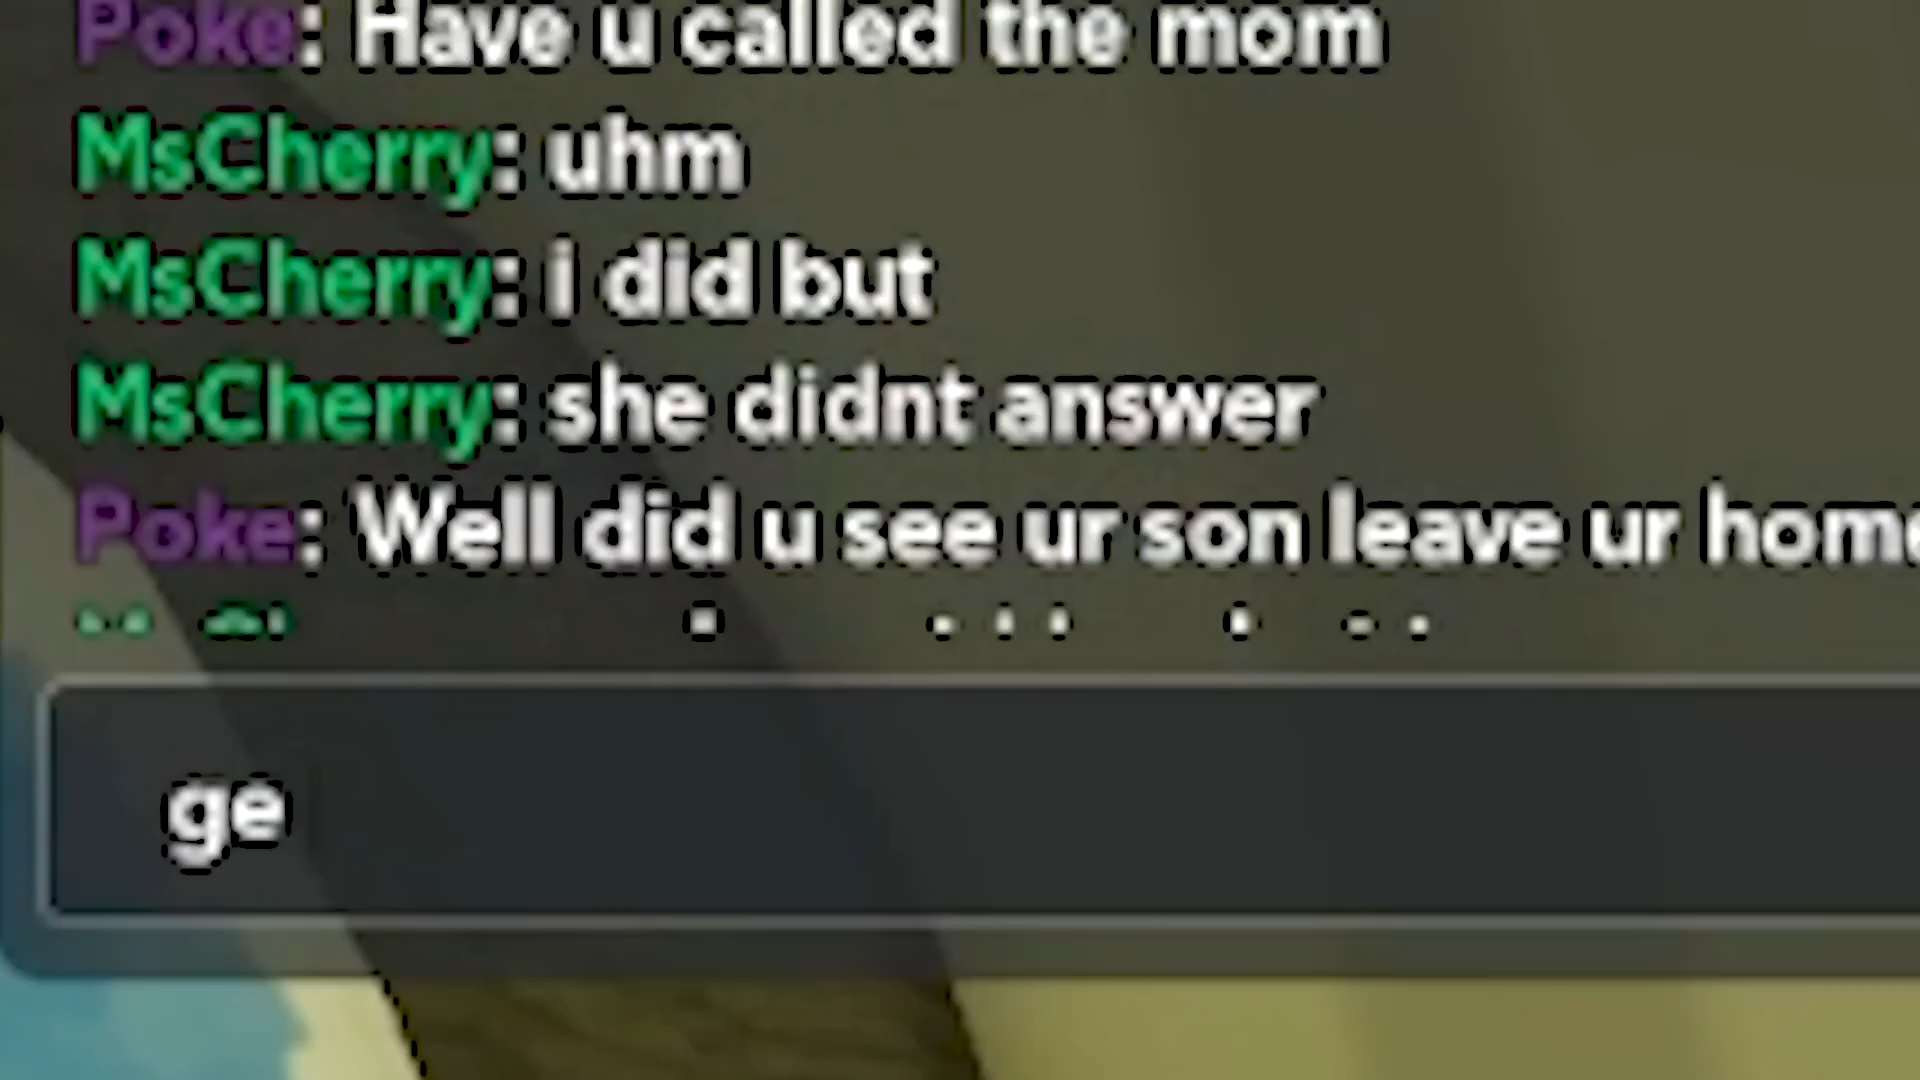 Poke: Have u called the mom
MsCherry: uhm
MsCherry: i did but
MsCherry: she didnt answer
Poke: Well did u see ur son leave ur home
ge